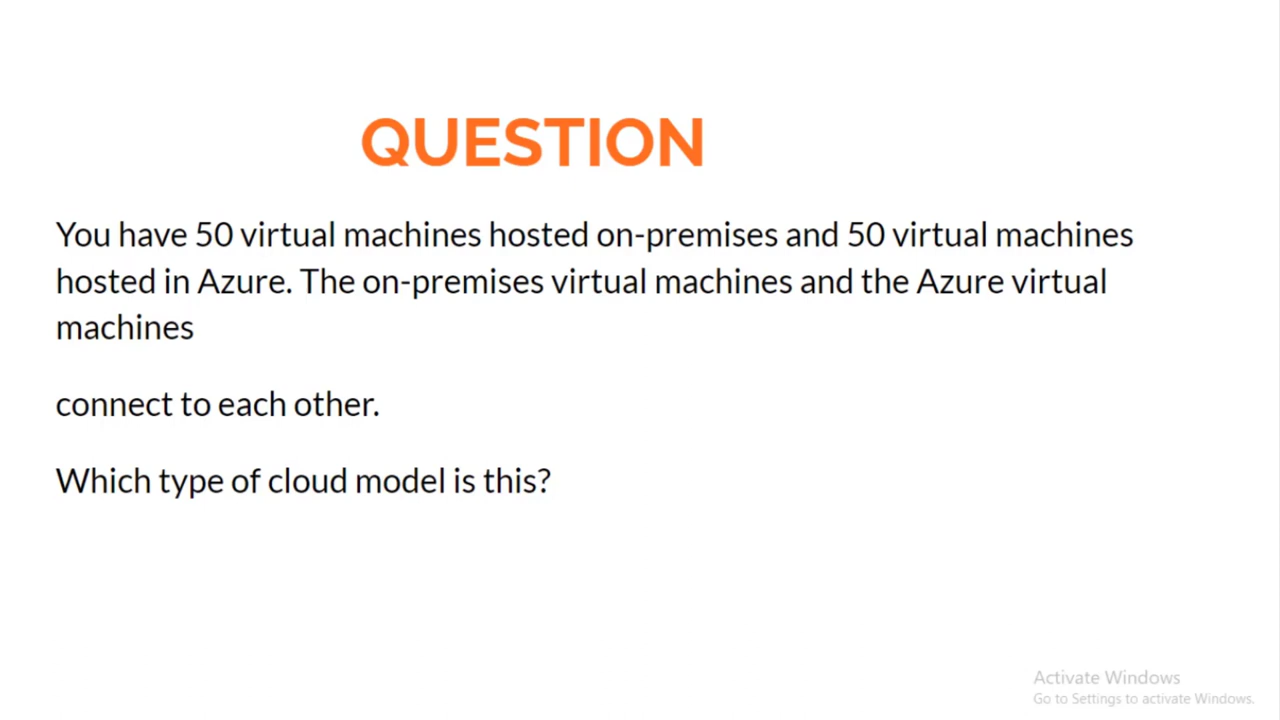 QUESTION
You have 50 virtual machines hosted on-premises and 50 virtual machines
hosted in Azure. The on-premises virtual machines and the Azure virtual
machines
connect to each other.
Which type of cloud model is this?
Activate Windows
Go to Settings to activate Windows.